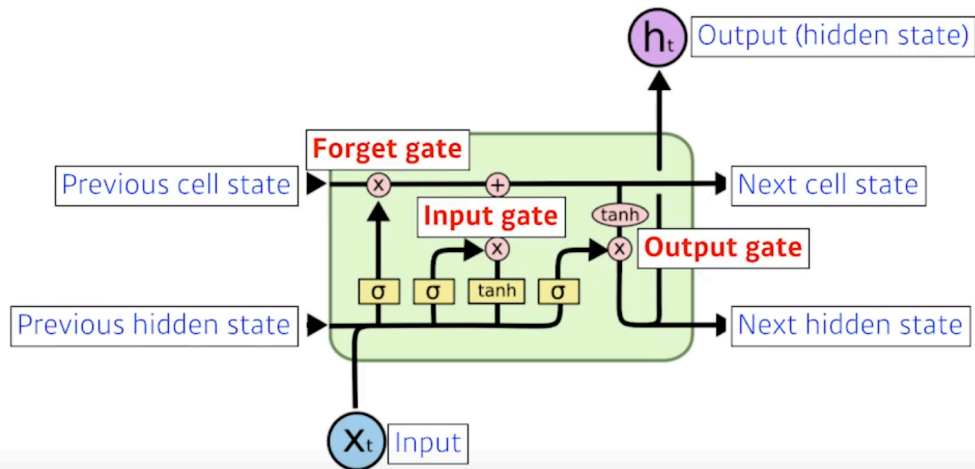 ht
Output (hidden state)
Forget gate
Previous cell state
x
+
Next cell state
Input gate
tanh
x
x
Output gate
σ
σ
tanh
σ
Previous hidden state
Next hidden state
Xt
Input